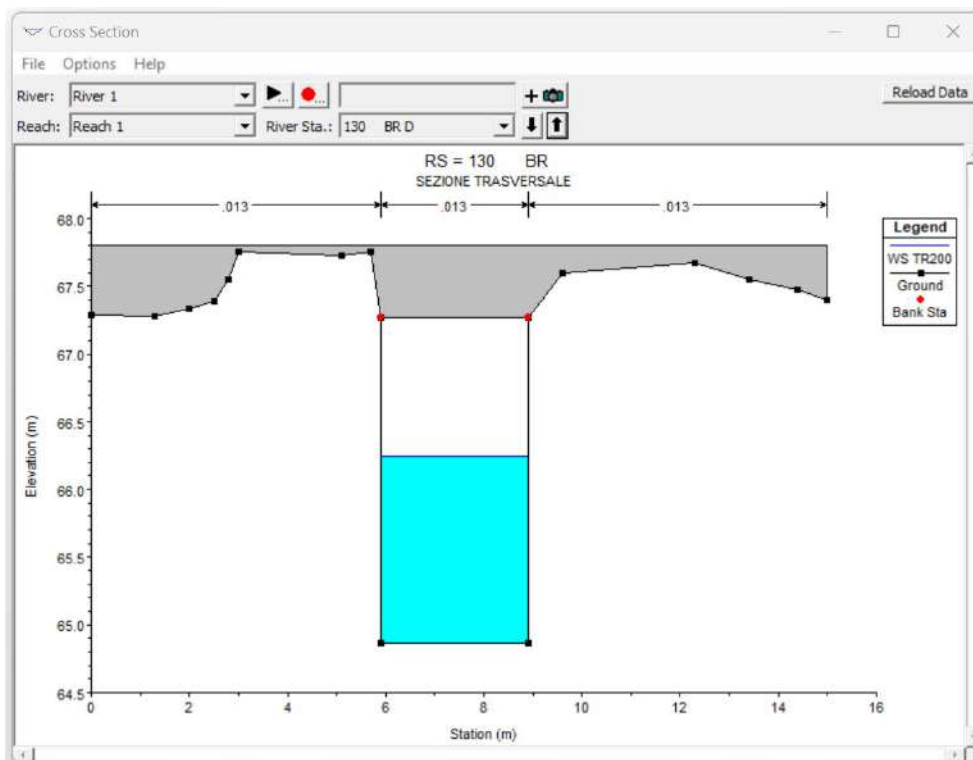 Cross Section
File Options Help
River: River 1
Reload Data
Reach: Reach 1 River Sta.: 130 BR D
RS = 130 BR
SEZIONE TRASVERSALE
.013 .013 .013
Legend
WS TR200
Ground
Bank Sta
68.0
67.5
67.0
66.5
66.0
65.5
65.0
64.5
Elevation (m)
0 2 4 6 8 10 12 14 16
Station (m)